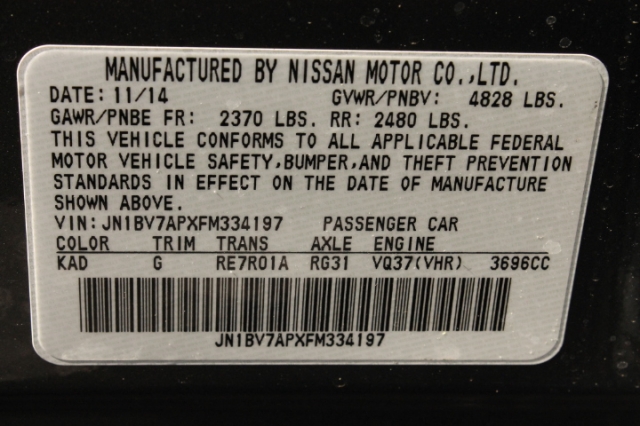 MANUFACTURED BY NISSAN MOTOR CO.,LTD.
DATE: 11/14 GVWR/PNBV: 4828 LBS.
GAWR/PNBE FR: 2370 LBS. RR: 2480 LBS.
THIS VEHICLE CONFORMS TO ALL APPLICABLE FEDERAL
MOTOR VEHICLE SAFETY,BUMPER,AND THEFT PREVENTION
STANDARDS IN EFFECT ON THE DATE OF MANUFACTURE
SHOWN ABOVE.
VIN:JN1BV7APXFM334197 PASSENGER CAR
COLOR TRIM TRANS AXLE ENGINE
KAD G RE7R01A RG31 VQ37(VHR) 3696CC
JN1BV7APXFM334197